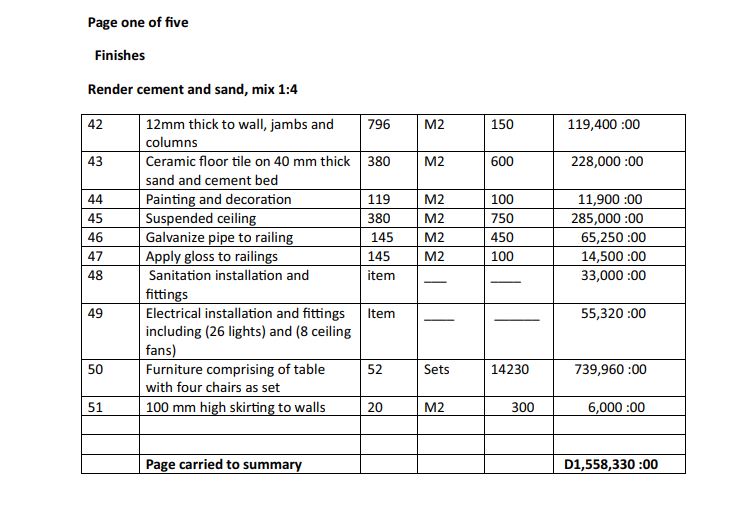 Page one of five
Finishes
Render cement and sand, mix 1:4
42 12mm thick to wall, jambs and 796 M2 150 119,400 :00
columns
43 Ceramic floor tile on 40 mm thick 380 M2 600 228,000 :00
sand and cement bed
44 Painting and decoration 119 M2 100 11,900 :00
45 Suspended ceiling 380 M2 750 285,000 :00
46 Galvanize pipe to railing 145 M2 450 65,250 :00
47 Apply gloss to railings 145 M2 100 14,500 :00
48 Sanitation installation and item ___ ____ 33,000 :00
fittings
49 Electrical installation and fittings Item ____ ______ 55,320 :00
including (26 lights) and (8 ceiling
fans)
50 Furniture comprising of table 52 Sets 14230 739,960 :00
with four chairs as set
51 100 mm high skirting to walls 20 M2 300 6,000 :00
Page carried to summary D1,558,330 :00